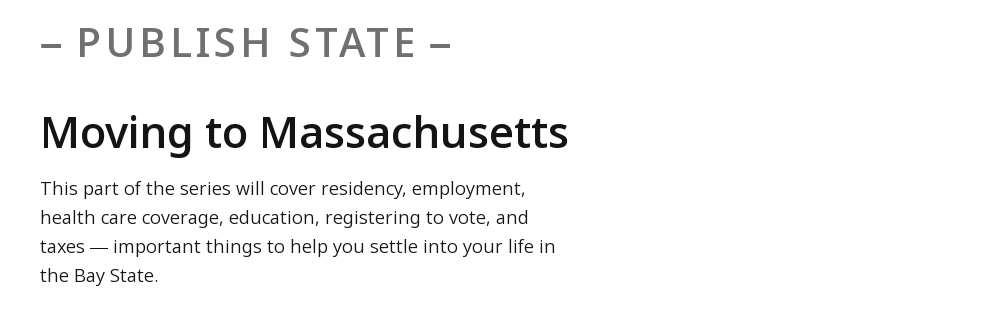 – PUBLISH STATE –
Moving to Massachusetts
This part of the series will cover residency, employment,
health care coverage, education, registering to vote, and
taxes — important things to help you settle into your life in
the Bay State.